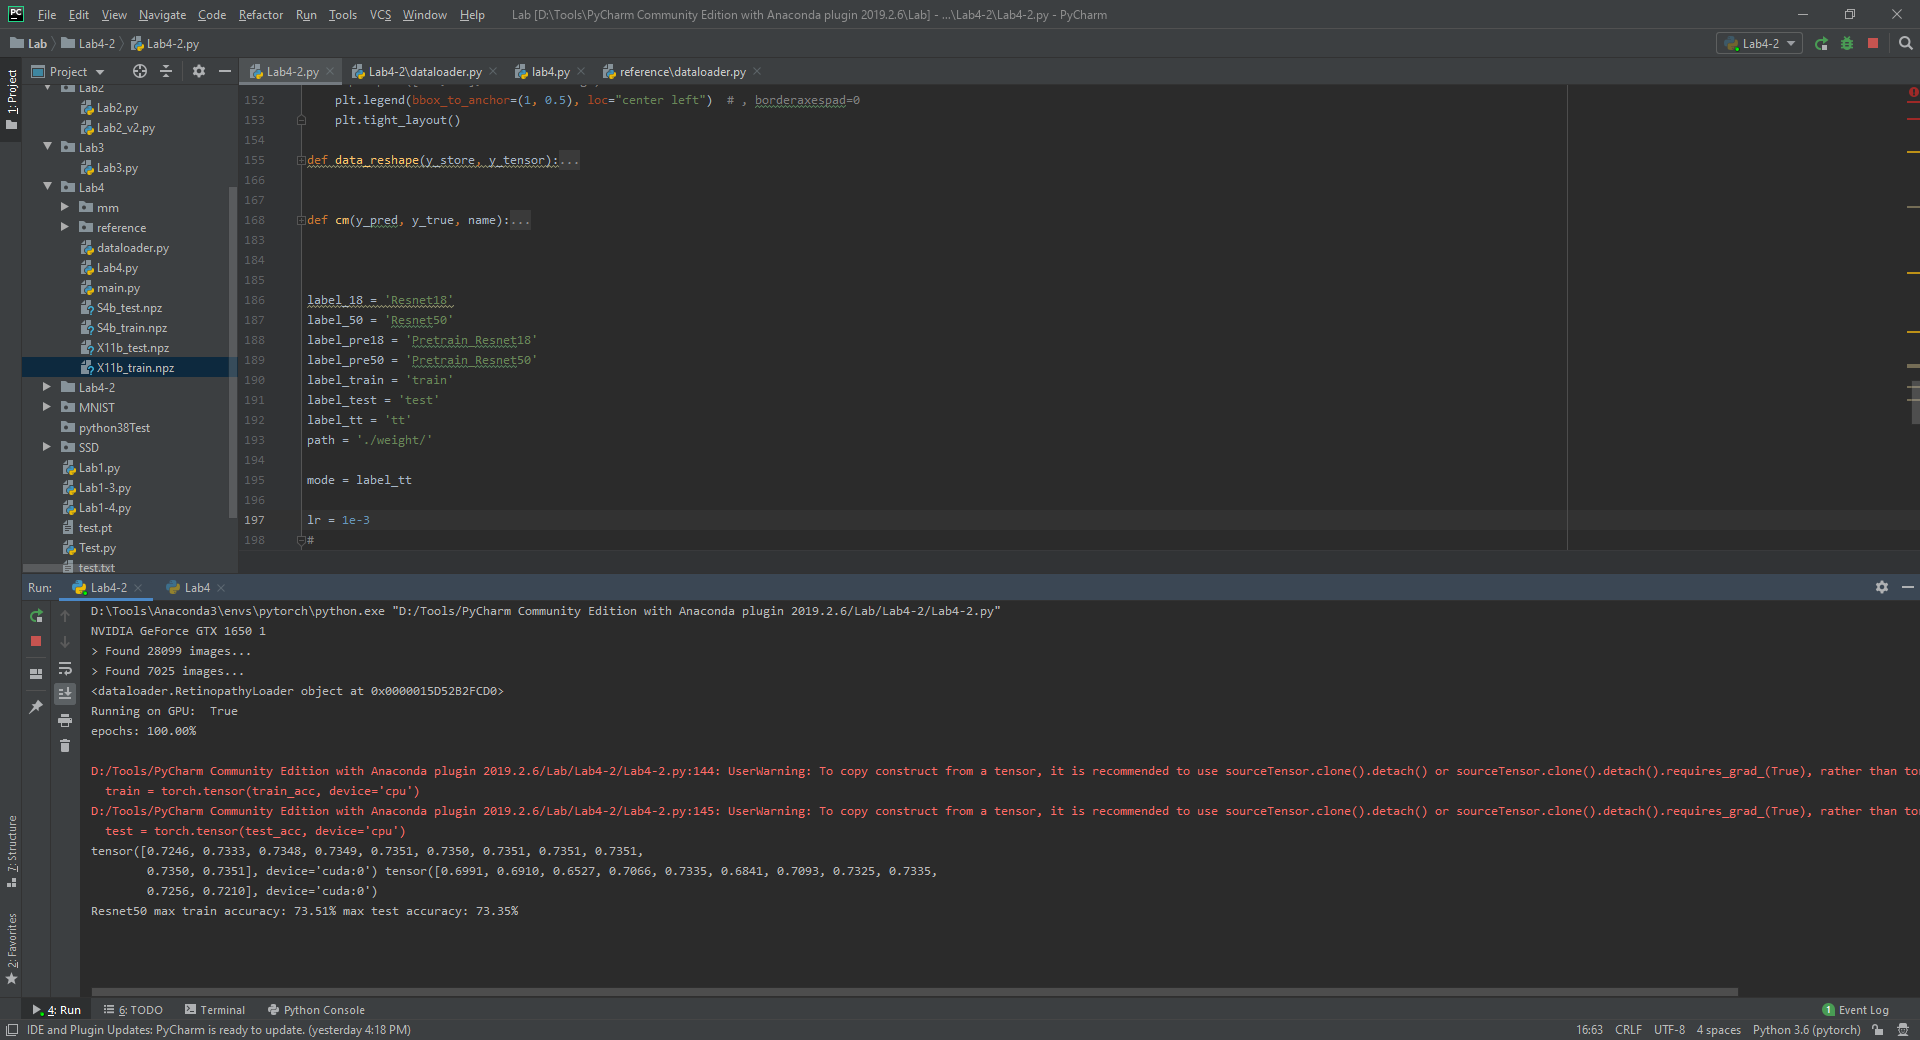 PC File Edit View Navigate Code Refactor Run Tools VCS Window Help Lab [D:\Tools\PyCharm Community Edition with Anaconda plugin 2019.2.6\Lab] - ...\Lab4-2\Lab4-2.py - PyCharm
Lab Lab4-2 Lab4-2.py Lab4-2
1: Project
Project
Lab4-2.py Lab4-2\dataloader.py lab4.py reference\dataloader.py
Lab2
Lab2.py
Lab2_v2.py
Lab3
Lab3.py
Lab4
mm
reference
dataloader.py
Lab4.py
main.py
S4b_test.npz
S4b_train.npz
X11b_test.npz
X11b_train.npz
Lab4-2
MNIST
python38Test
SSD
Lab1.py
Lab1-3.py
Lab1-4.py
test.pt
Test.py
test.txt
152 plt.legend(bbox_to_anchor=(1, 0.5), loc="center left") # , borderaxespad=0
153 plt.tight_layout()
154
155 def data_reshape(y_store, y_tensor):...
166
167
168 def cm(y_pred, y_true, name):...
183
184
185
186 label_18 = 'Resnet18'
187 label_50 = 'Resnet50'
188 label_pre18 = 'Pretrain_Resnet18'
189 label_pre50 = 'Pretrain_Resnet50'
190 label_train = 'train'
191 label_test = 'test'
192 label_tt = 'tt'
193 path = './weight/'
194
195 mode = label_tt
196
197 lr = 1e-3
198 #
Run: Lab4-2 Lab4
D:\Tools\Anaconda3\envs\pytorch\python.exe "D:/Tools/PyCharm Community Edition with Anaconda plugin 2019.2.6/Lab/Lab4-2/Lab4-2.py"
NVIDIA GeForce GTX 1650 1
> Found 28099 images...
> Found 7025 images...
<dataloader.RetinopathyLoader object at 0x0000015D52B2FCD0>
Running on GPU:  True
epochs: 100.00%
D:/Tools/PyCharm Community Edition with Anaconda plugin 2019.2.6/Lab/Lab4-2/Lab4-2.py:144: UserWarning: To copy construct from a tensor, it is recommended to use sourceTensor.clone().detach() or sourceTensor.clone().detach().requires_grad_(True), rather than to
train = torch.tensor(train_acc, device='cpu')
D:/Tools/PyCharm Community Edition with Anaconda plugin 2019.2.6/Lab/Lab4-2/Lab4-2.py:145: UserWarning: To copy construct from a tensor, it is recommended to use sourceTensor.clone().detach() or sourceTensor.clone().detach().requires_grad_(True), rather than to
test = torch.tensor(test_acc, device='cpu')
tensor([0.7246, 0.7333, 0.7348, 0.7349, 0.7351, 0.7350, 0.7351, 0.7351, 0.7351,
0.7350, 0.7351], device='cuda:0') tensor([0.6991, 0.6910, 0.6527, 0.7066, 0.7335, 0.6841, 0.7093, 0.7325, 0.7335,
0.7256, 0.7210], device='cuda:0')
Resnet50 max train accuracy: 73.51% max test accuracy: 73.35%
7: Structure
2: Favorites
4: Run 6: TODO Terminal Python Console 1 Event Log
IDE and Plugin Updates: PyCharm is ready to update. (yesterday 4:18 PM) 16:63 CRLF UTF-8 4 spaces Python 3.6 (pytorch)